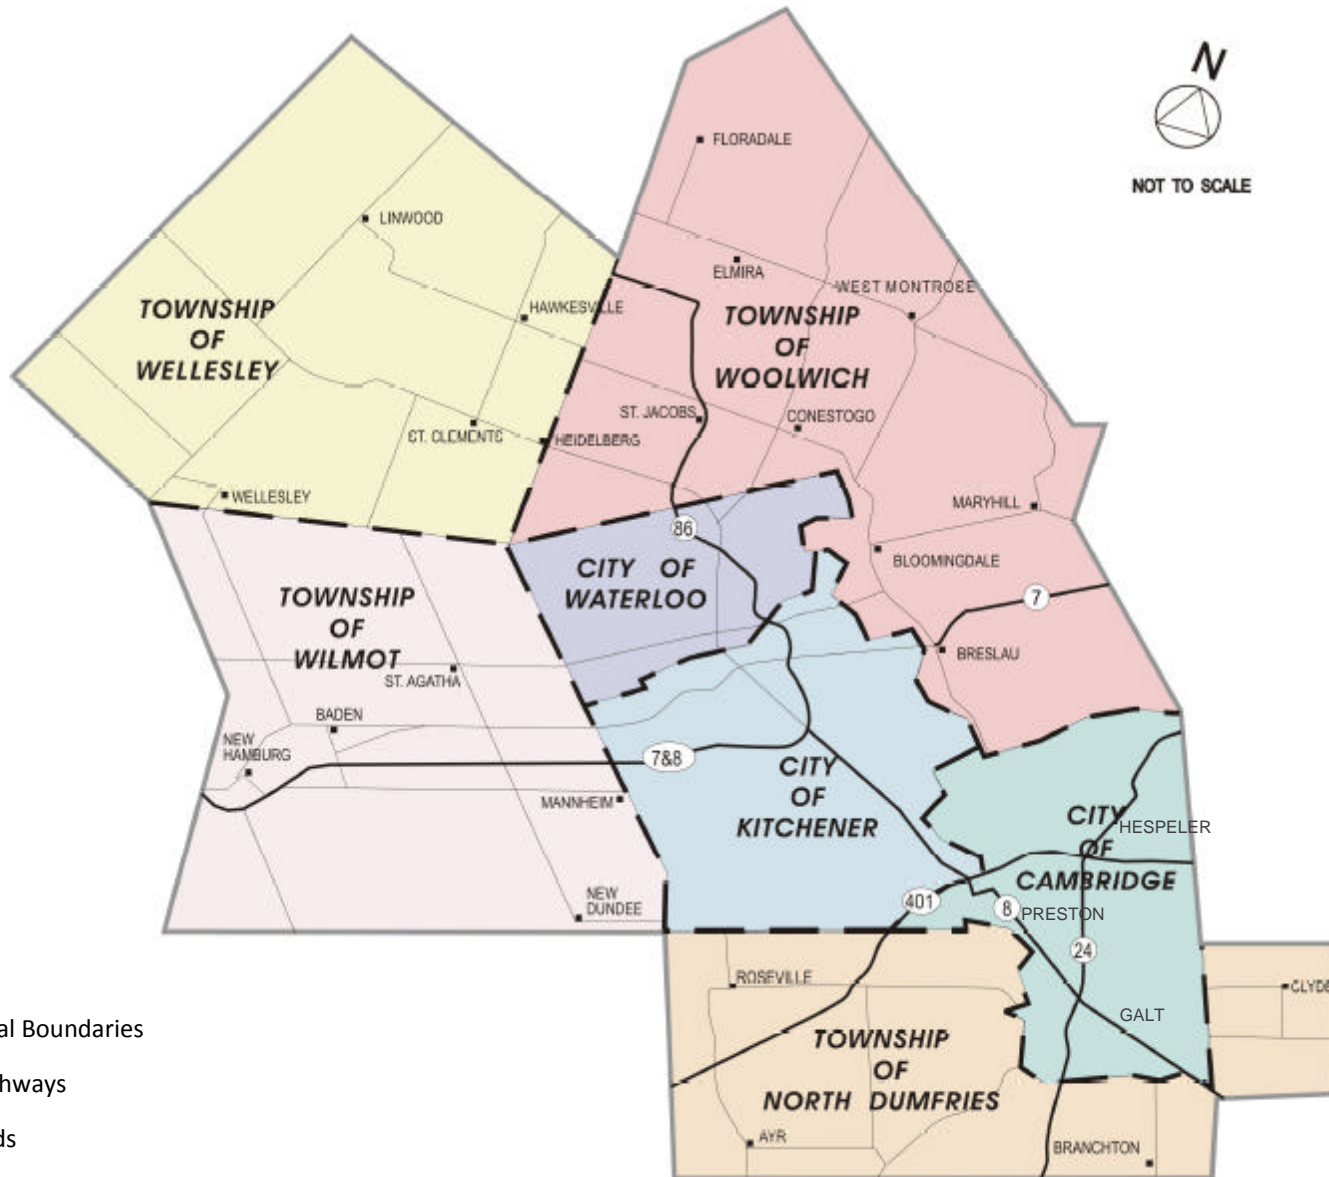 N
NOT TO SCALE
FLORADALE
LINWOOD
ELMIRA
WEST MONTROSE
HAWKESVILLE
TOWNSHIP
OF
WELLESLEY
TOWNSHIP
OF
WOOLWICH
ST. JACOBS
CONESTOGO
ST. CLEMENTS
HEIDELBERG
WELLESLEY
MARYHILL
86
CITY OF
WATERLOO
BLOOMINGDALE
TOWNSHIP
OF
WILMOT
7
BRESLAU
ST. AGATHA
BADEN
NEW
HAMBURG
7&8
CITY
OF
KITCHENER
MANNHEIM
CITY
OF
CAMBRIDGE
HESPELER
NEW
DUNDEE
401
8
PRESTON
24
ROSEVILLE
CLYDE
GALT
TOWNSHIP
OF
NORTH DUMFRIES
AYR
BRANCHTON
al Boundaries
hways
ds